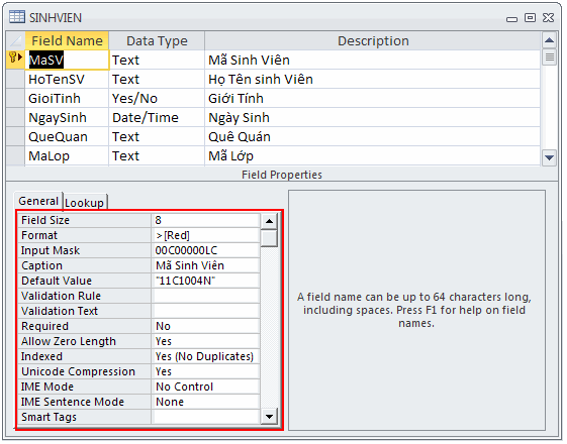 SINHVIEN
Field Name Data Type Description
MaSV Text Mã Sinh Viên
HoTenSV Text Họ Tên sinh Viên
GioiTinh Yes/No Giới Tính
NgaySinh Date/Time Ngày Sinh
QueQuan Text Quê Quán
MaLop Text Mã Lớp
Field Properties
General Lookup
Field Size 8
Format >[Red]
Input Mask 00C00000LC
Caption Mã Sinh Viên
Default Value "11C1004N"
Validation Rule
Validation Text
Required No
Allow Zero Length Yes
Indexed Yes (No Duplicates)
Unicode Compression Yes
IME Mode No Control
IME Sentence Mode None
Smart Tags
A field name can be up to 64 characters long,
including spaces. Press F1 for help on field
names.